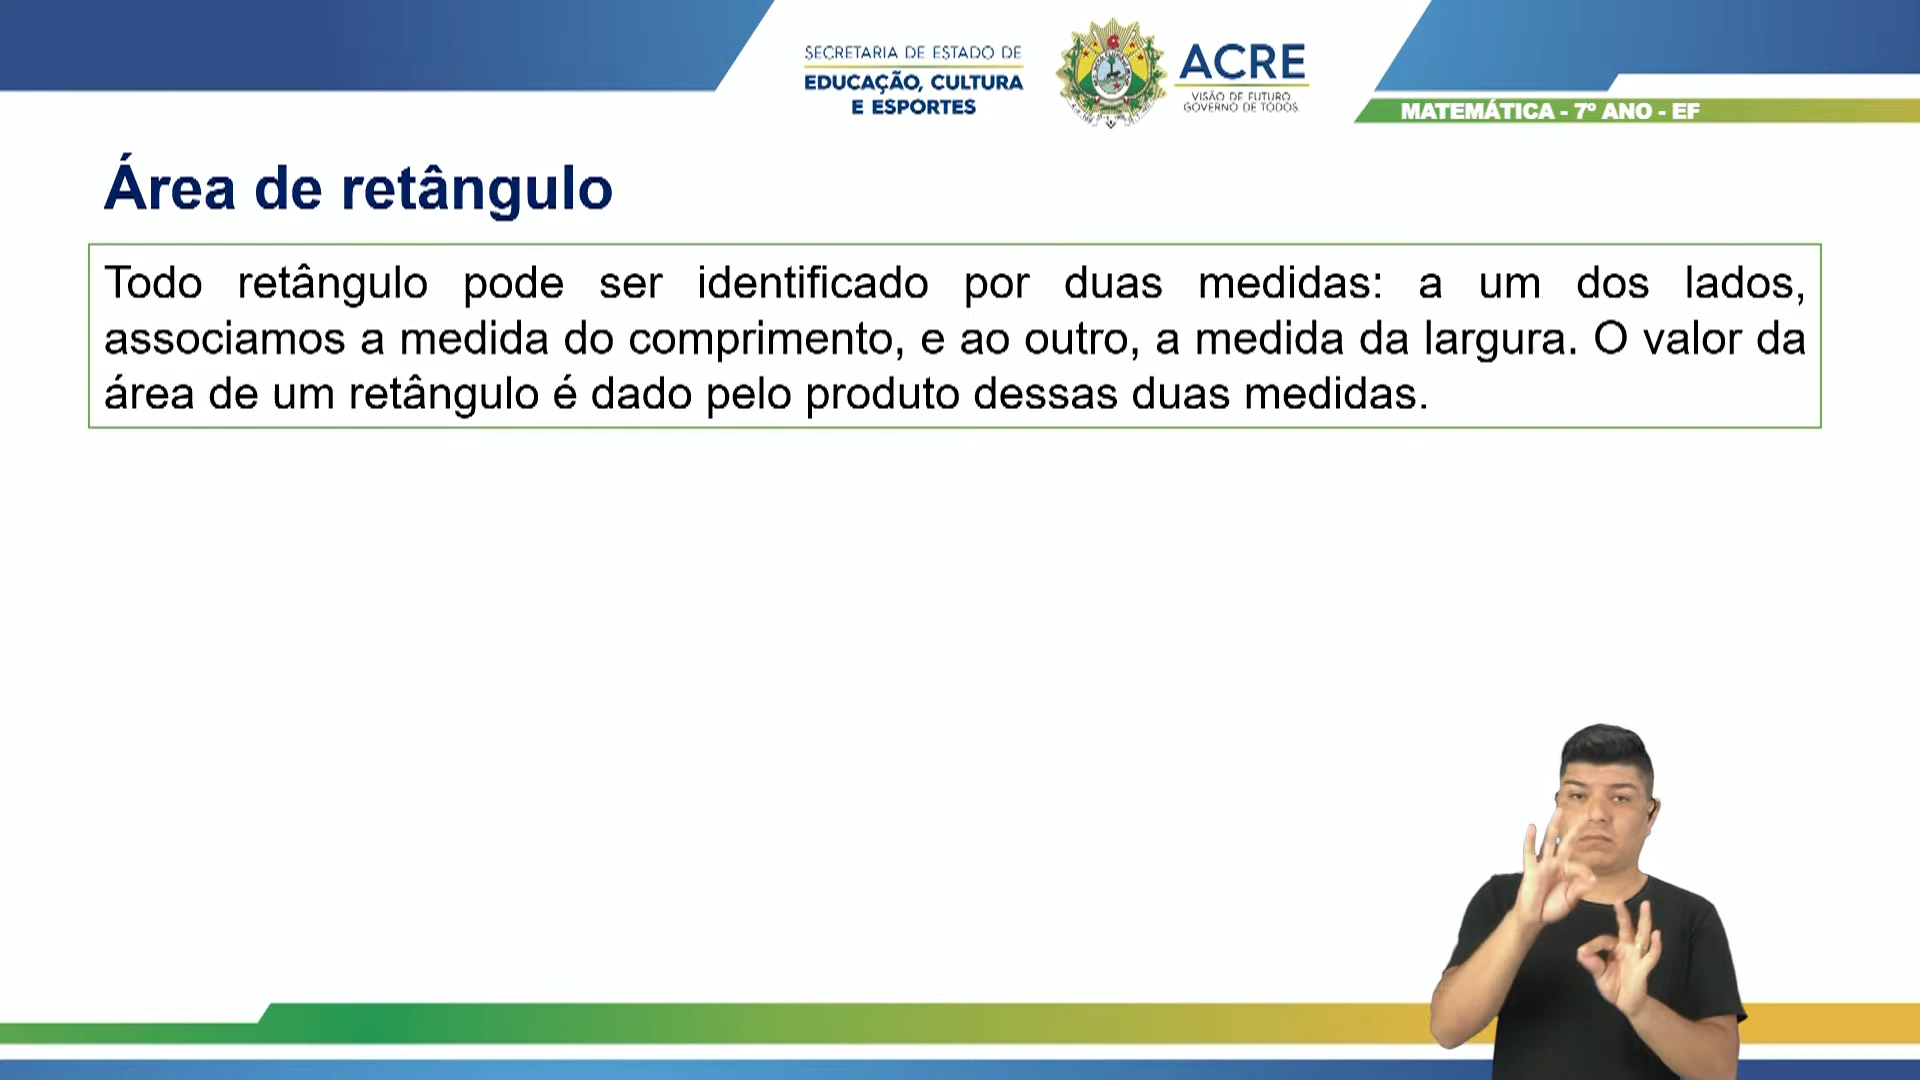 SECRETARIA DE ESTADO DE
EDUCAÇÃO, CULTURA
E ESPORTES
ACRE
VISÃO DE FUTURO
GOVERNO DE TODOS
MATEMÁTICA - 7º ANO - EF
Área de retângulo
Todo retângulo pode ser identificado por duas medidas: a um dos lados,
associamos a medida do comprimento, e ao outro, a medida da largura. O valor da
área de um retângulo é dado pelo produto dessas duas medidas.